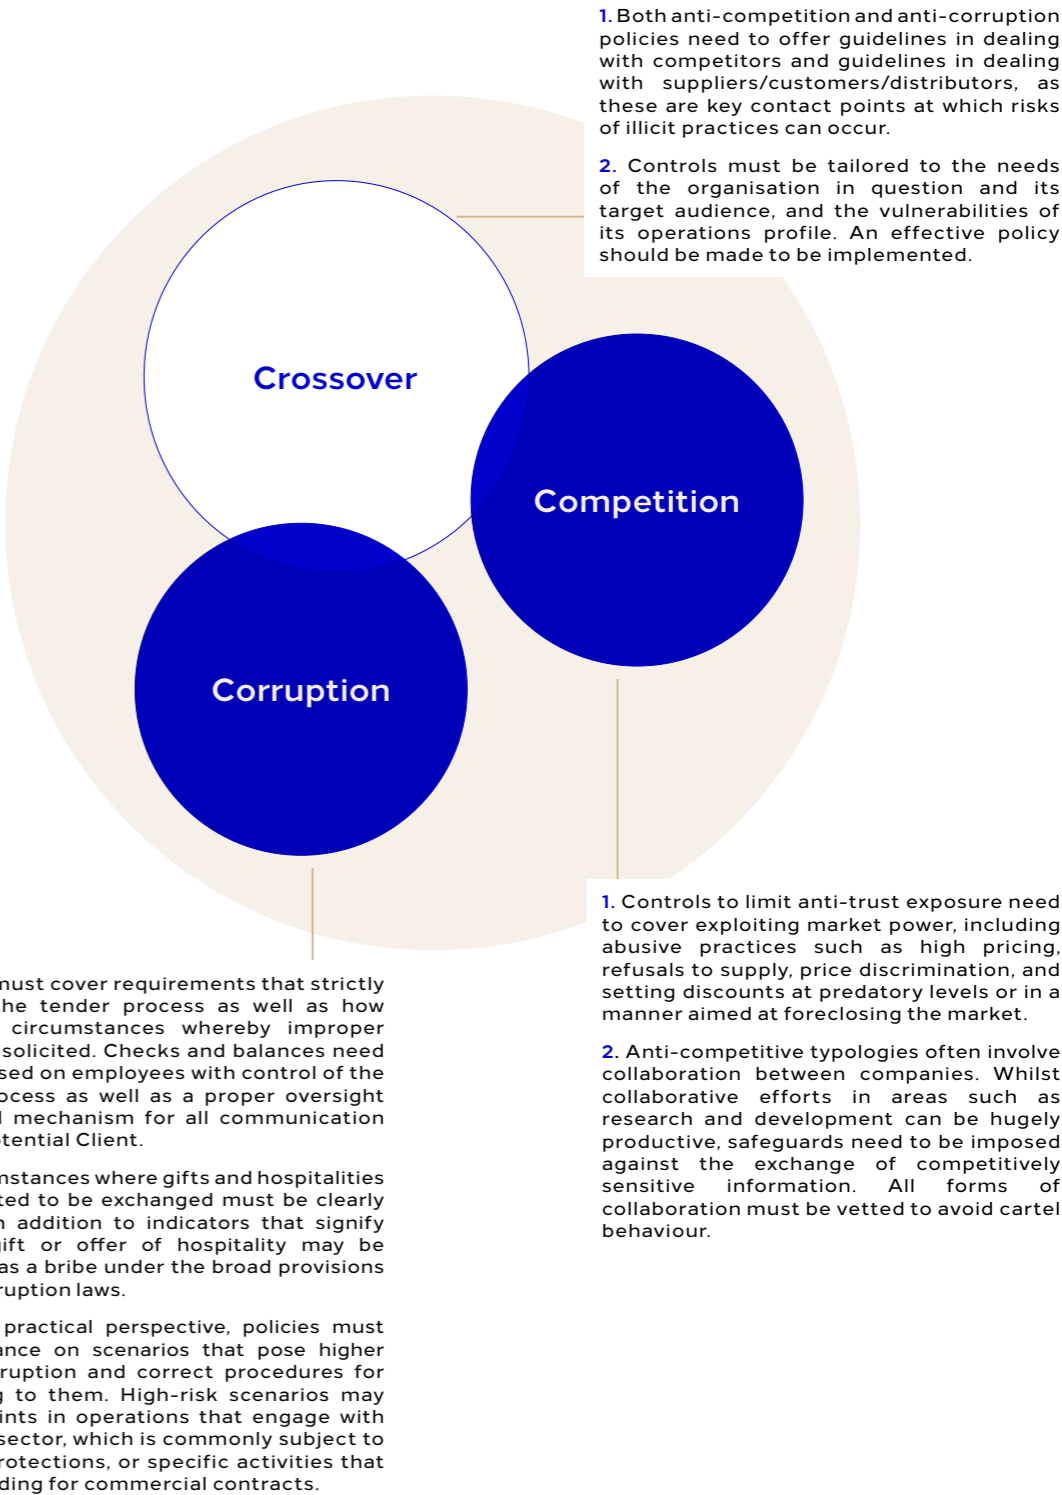 1. Both anti-competition and anti-corruption
policies need to offer guidelines in dealing
with competitors and guidelines in dealing
with suppliers/customers/distributors, as
these are key contact points at which risks
of illicit practices can occur.
2. Controls must be tailored to the needs
of the organisation in question and its
target audience, and the vulnerabilities of
its operations profile. An effective policy
should be made to be implemented.
Crossover
Competition
Corruption
1. Controls to limit anti-trust exposure need
to cover exploiting market power, including
abusive practices such as high pricing,
refusals to supply, price discrimination, and
setting discounts at predatory levels or in a
manner aimed at foreclosing the market.
2. Anti-competitive typologies often involve
collaboration between companies. Whilst
collaborative efforts in areas such as
research and development can be hugely
productive, safeguards need to be imposed
against the exchange of competitively
sensitive information. All forms of
collaboration must be vetted to avoid cartel
behaviour.
must cover requirements that strictly
the tender process as well as how
circumstances whereby improper
solicited. Checks and balances need
on employees with control of the
as well as a proper oversight
mechanism for all communication
Client.
where gifts and hospitalities
to be exchanged must be clearly
addition to indicators that signify
or offer of hospitality may be
as a bribe under the broad provisions
laws.
practical perspective, policies must
on scenarios that pose higher
and correct procedures for
to them. High-risk scenarios may
in operations that engage with
sector, which is commonly subject to
or specific activities that
for commercial contracts.